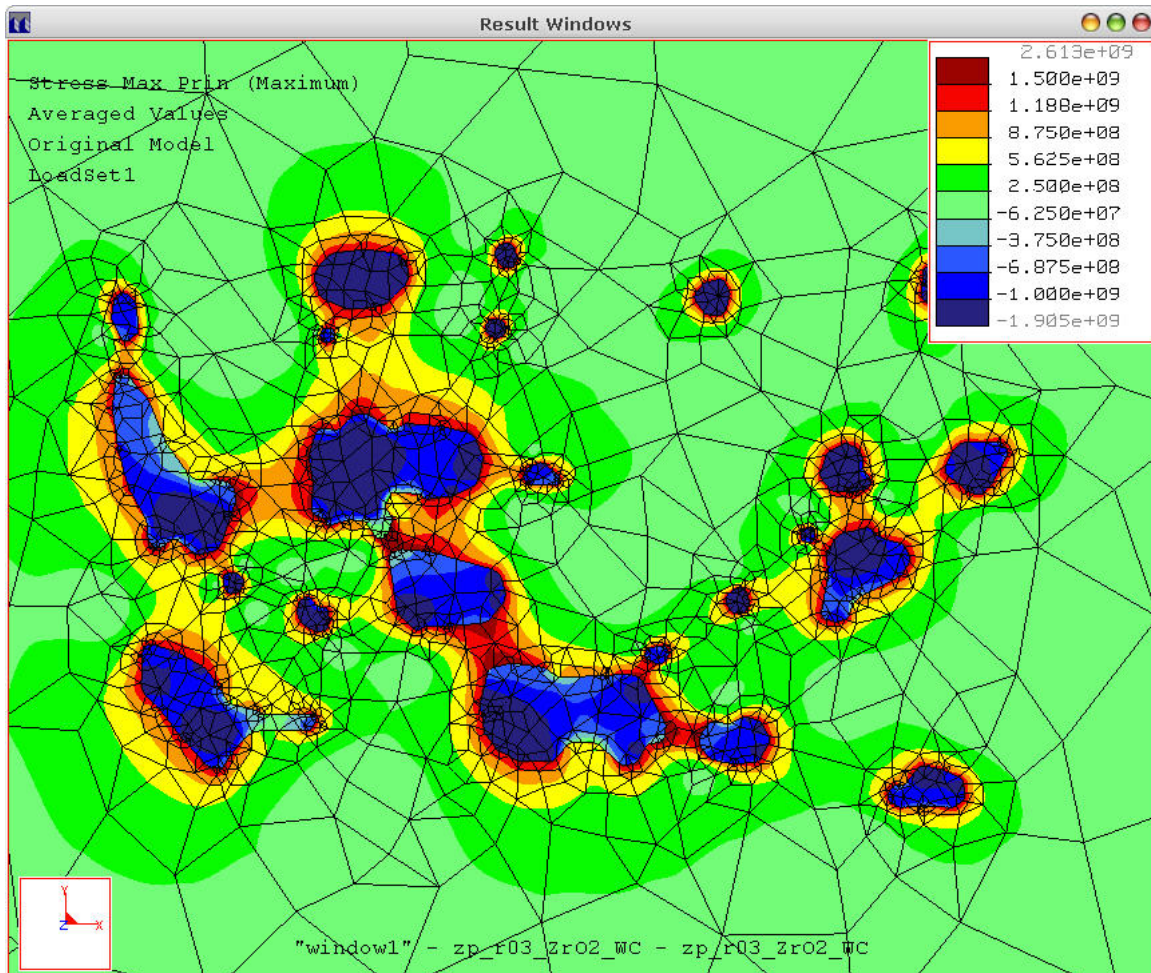 Result Windows
Stress Max Prin (Maximum)
Averaged Values
Original Model
LoadSet1
2.613e+09
1.500e+09
1.188e+09
8.750e+08
5.625e+08
2.500e+08
-6.250e+07
-3.750e+08
-6.875e+08
-1.000e+09
-1.905e+09
Y
Z X
"window1" - zp_r03_ZrO2_WC - zp_r03_ZrO2_WC